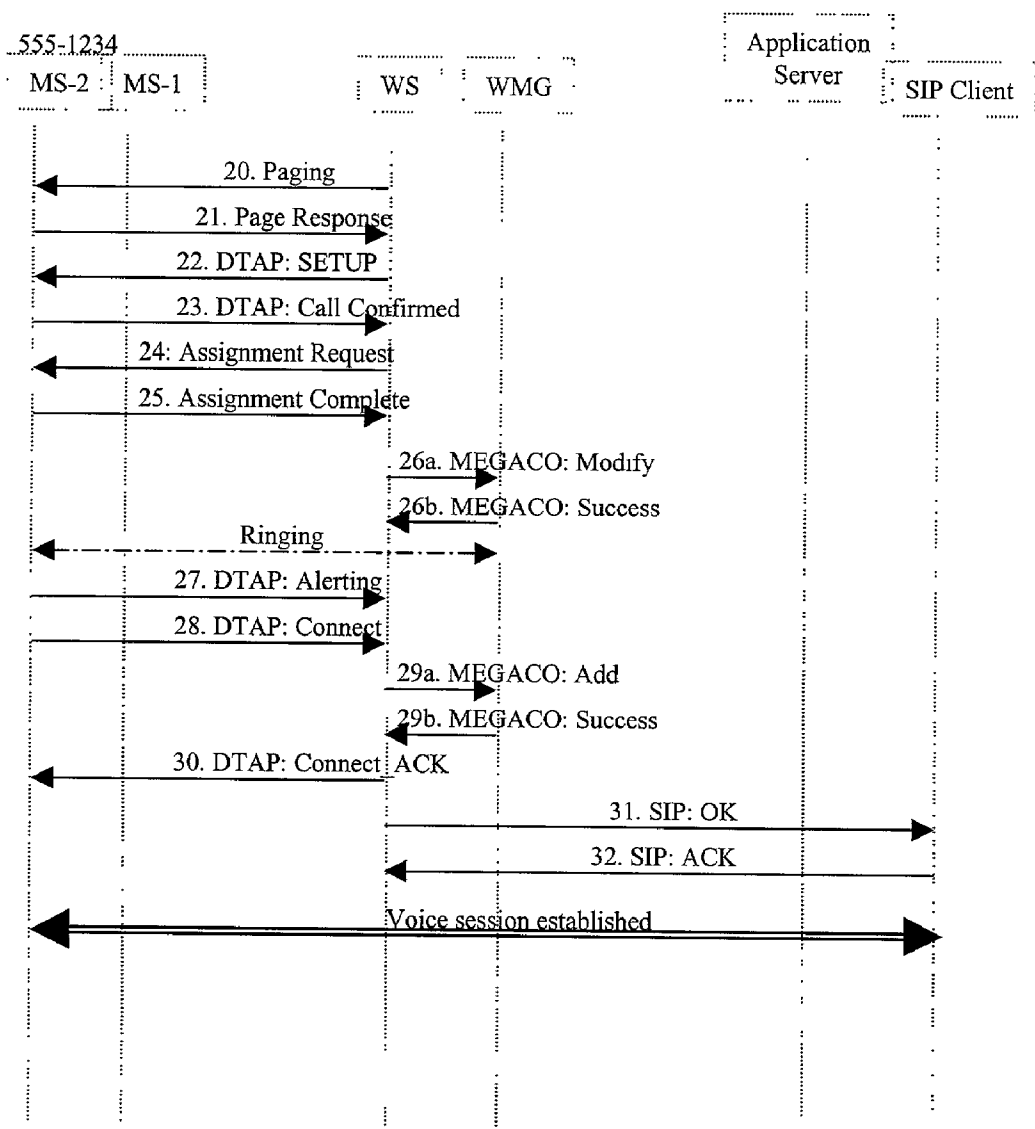 555-1234
MS-2
MS-1
WS
WMG
Application
Server
SIP Client
20. Paging
21. Page Response
22. DTAP: SETUP
23. DTAP: Call Confirmed
24: Assignment Request
25. Assignment Complete
26a. MEGACO: Modify
26b. MEGACO: Success
Ringing
27. DTAP: Alerting
28. DTAP: Connect
29a. MEGACO: Add
29b. MEGACO: Success
30. DTAP: Connect_ACK
31. SIP: OK
32. SIP: ACK
Voice session established